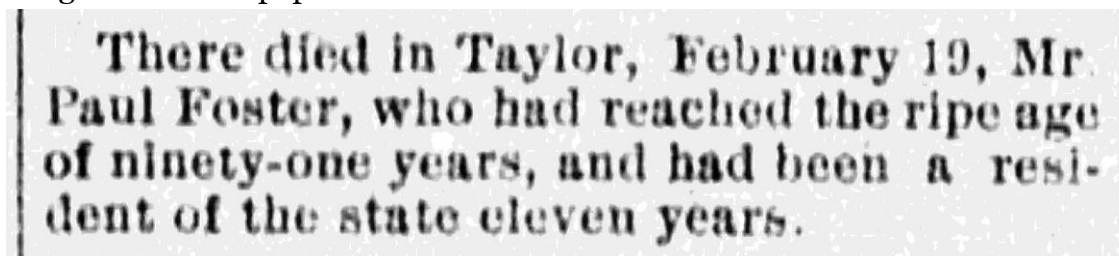 There died in Taylor, February 19, Mr.
Paul Foster, who had reached the ripe age
of ninety-one years, and had been a resi-
dent of the state eleven years.